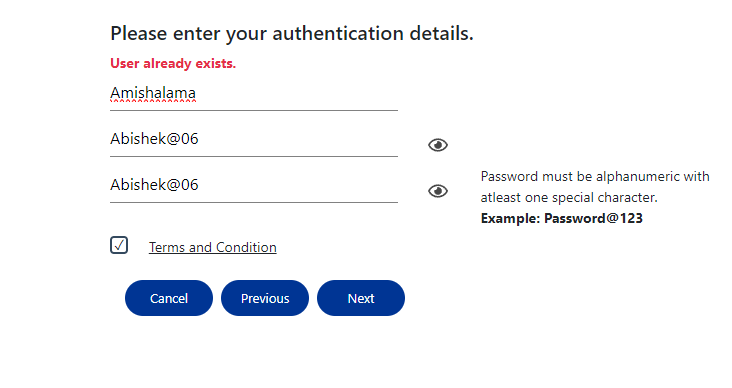 Please enter your authentication details.
User already exists.
Amishalama
Abishek@06
Abishek@06
Password must be alphanumeric with
atleast one special character.
Example: Password@123
Terms and Condition
Cancel Previous Next